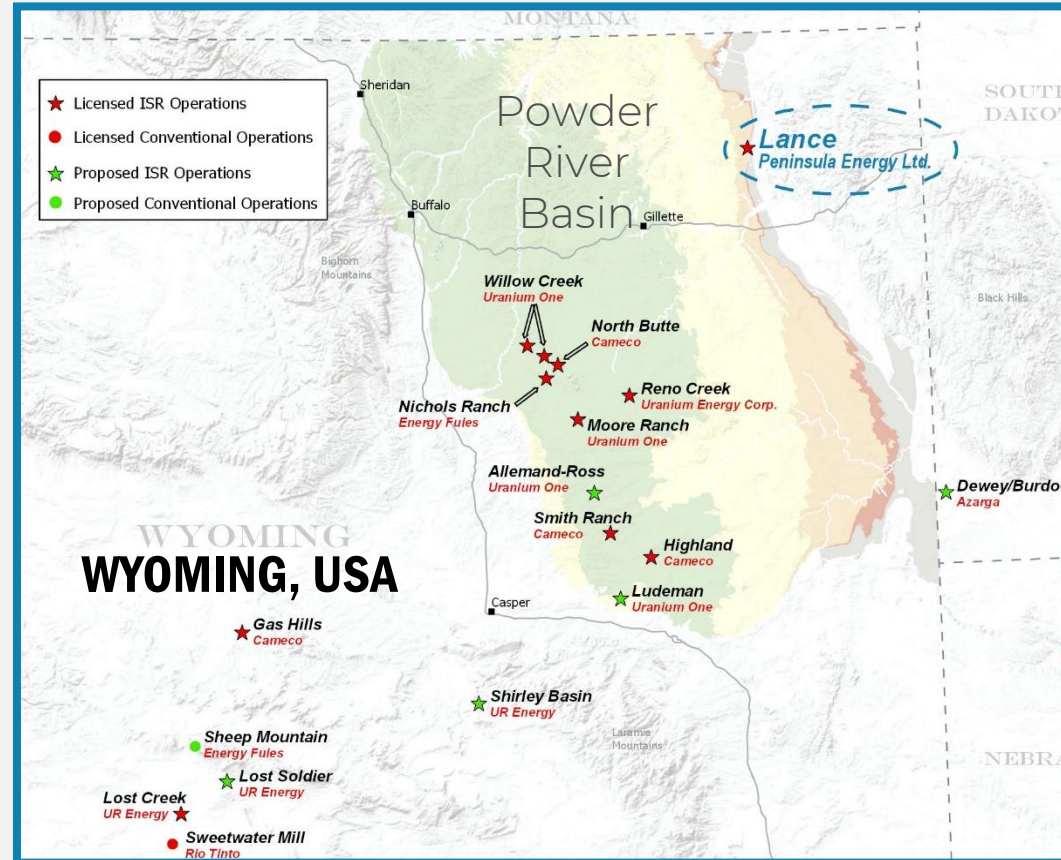 MONTANA
Licensed ISR Operations
Licensed Conventional Operations
Proposed ISR Operations
Proposed Conventional Operations
Sheridan
Powder
River
Basin
SOUTH
DAKOT
Lance
Peninsula Energy Ltd.
Buffalo
Gillette
Bighorn
Mountains
Black Hills
Willow Creek
Uranium One
North Butte
Cameco
Nichols Ranch
Energy Fules
Reno Creek
Uranium Energy Corp.
Moore Ranch
Uranium One
Allemand-Ross
Uranium One
Dewey/Burdo
Azarga
Smith Ranch
Cameco
Highland
Cameco
WYOMING
WYOMING, USA
Ludeman
Uranium One
Casper
Gas Hills
Cameco
Shirley Basin
UR Energy
Laramie
Mountains
Sheep Mountain
Energy Fules
Lost Soldier
UR Energy
NEBRA
Lost Creek
UR Energy
Sweetwater Mill
Rio Tinto